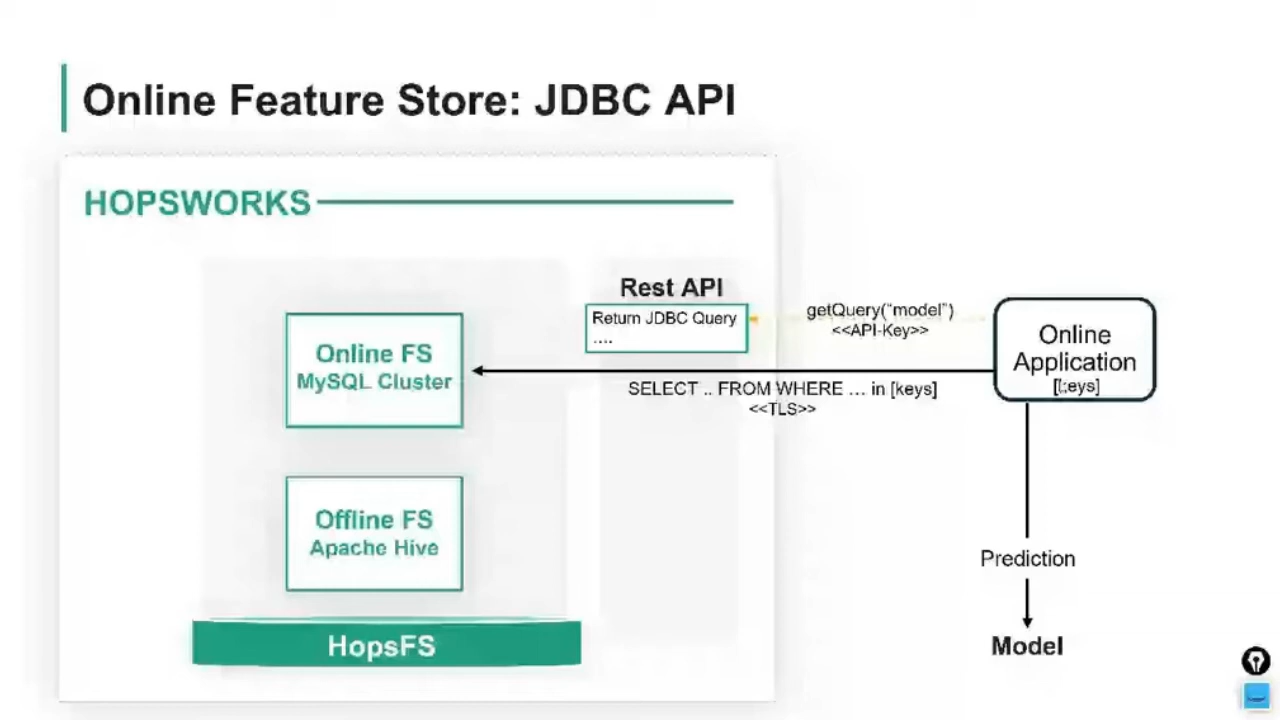 Online Feature Store: JDBC API
HOPSWORKS
Rest API
Return JDBC Query
....
getQuery("model")
<<API-Key>>
Online
Application
Online FS
MySQL Cluster
SELECT .. FROM WHERE … in [keys]
<<TLS>>
Offline FS
Apache Hive
Prediction
HopsFS
Model